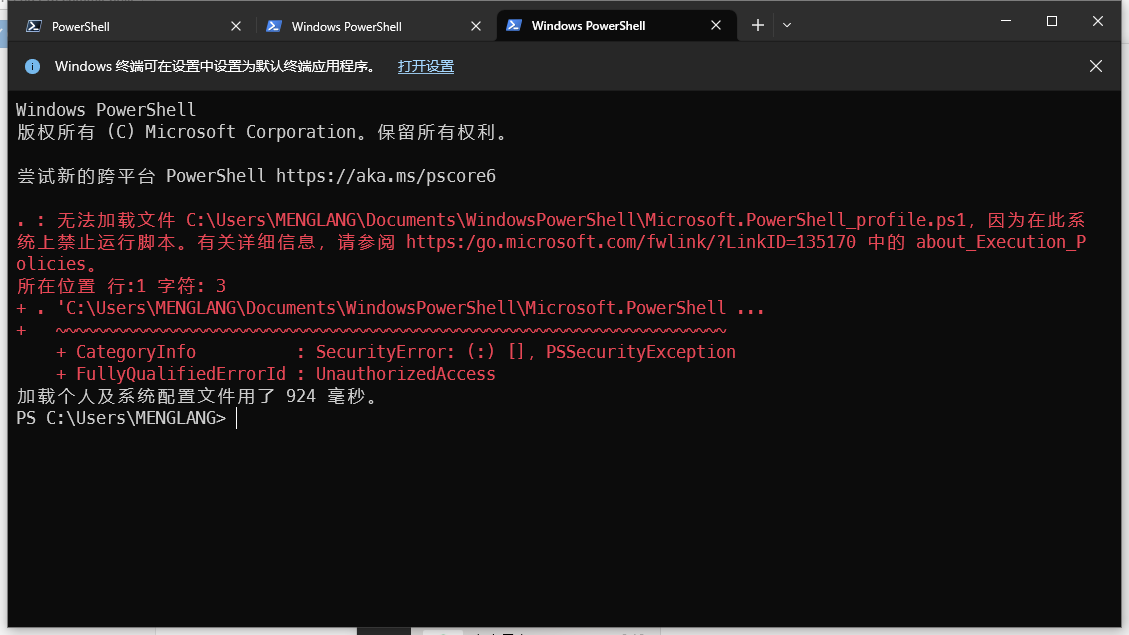 PowerShell
Windows PowerShell
Windows PowerShell
Windows 终端可在设置中设置为默认终端应用程序。 打开设置
Windows PowerShell
版权所有 (C) Microsoft Corporation。保留所有权利。
尝试新的跨平台 PowerShell https://aka.ms/pscore6
. : 无法加载文件 C:\Users\MENGLANG\Documents\WindowsPowerShell\Microsoft.PowerShell_profile.ps1，因为在此系
统上禁止运行脚本。有关详细信息，请参阅 https:/go.microsoft.com/fwlink/?LinkID=135170 中的 about_Execution_P
olicies。
所在位置 行:1 字符: 3
+ . 'C:\Users\MENGLANG\Documents\WindowsPowerShell\Microsoft.PowerShell ...
+   ~~~~~~~~~~~~~~~~~~~~~~~~~~~~~~~~~~~~~~~~~~~~~~~~~~~~~~~~~~~~~~~~~~~
    + CategoryInfo          : SecurityError: (:) []，PSSecurityException
    + FullyQualifiedErrorId : UnauthorizedAccess
加载个人及系统配置文件用了 924 毫秒。
PS C:\Users\MENGLANG>